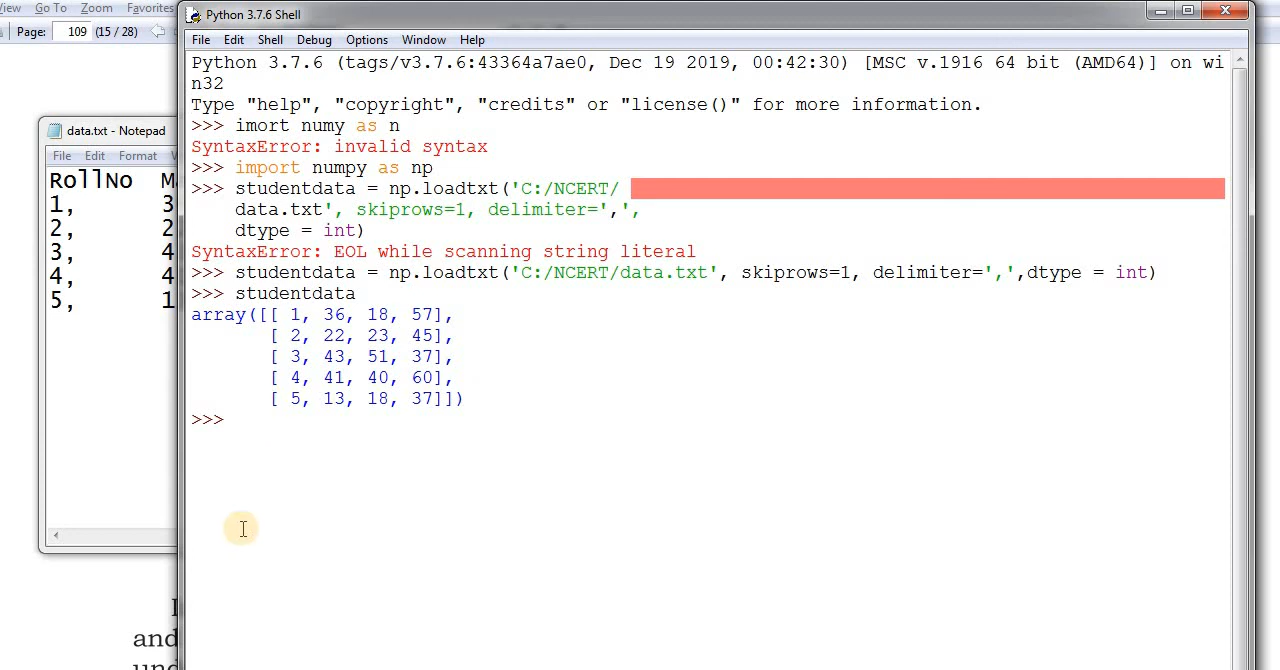 View Go To Zoom Favorites
Page: 109 (15 / 28)
Python 3.7.6 Shell
File Edit Shell Debug Options Window Help
Python 3.7.6 (tags/v3.7.6:43364a7ae0, Dec 19 2019, 00:42:30) [MSC v.1916 64 bit (AMD64)] on wi
n32
Type "help", "copyright", "credits" or "license()" for more information.
>>> imort numy as n
SyntaxError: invalid syntax
>>> import numpy as np
>>> studentdata = np.loadtxt('C:/NCERT/
data.txt', skiprows=1, delimiter=',',
dtype = int)
SyntaxError: EOL while scanning string literal
>>> studentdata = np.loadtxt('C:/NCERT/data.txt', skiprows=1, delimiter=',',dtype = int)
>>> studentdata
array([[ 1, 36, 18, 57],
[ 2, 22, 23, 45],
[ 3, 43, 51, 37],
[ 4, 41, 40, 60],
[ 5, 13, 18, 37]])
>>>
data.txt - Notepad
File Edit Format V
RollNo Ma
1, 3
2, 2
3, 4
4, 4
5, 1
and